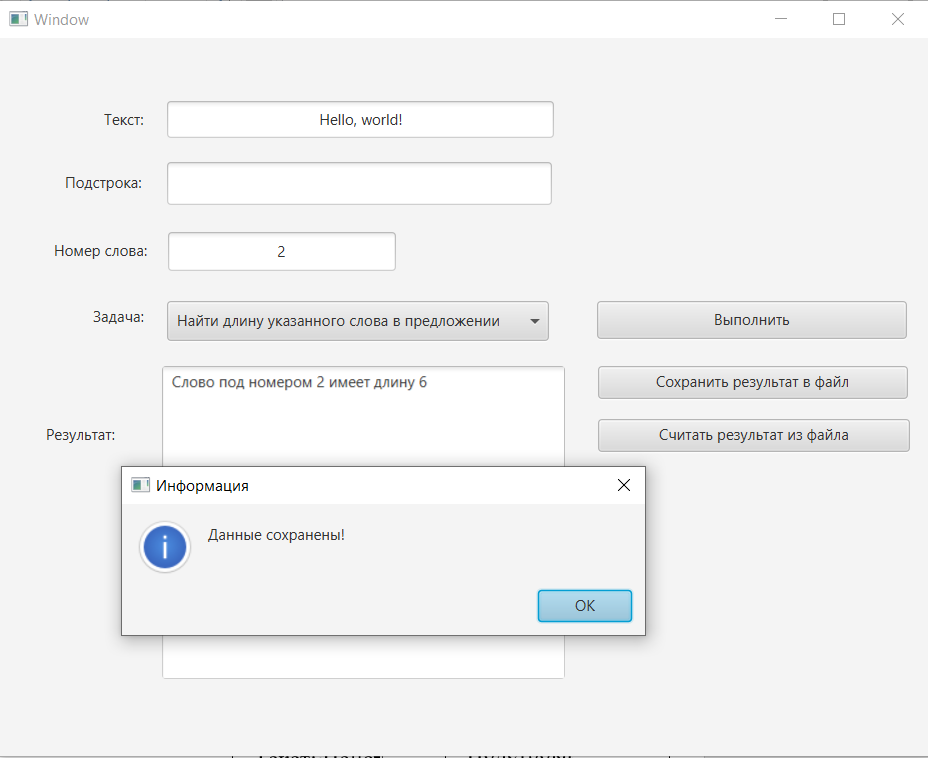 Window
Текст:
Hello, world!
Подстрока:
Номер слова:
2
Задача:
Найти длину указанного слова в предложении
Выполнить
Слово под номером 2 имеет длину 6
Сохранить результат в файл
Результат:
Считать результат из файла
Информация
Данные сохранены!
OK